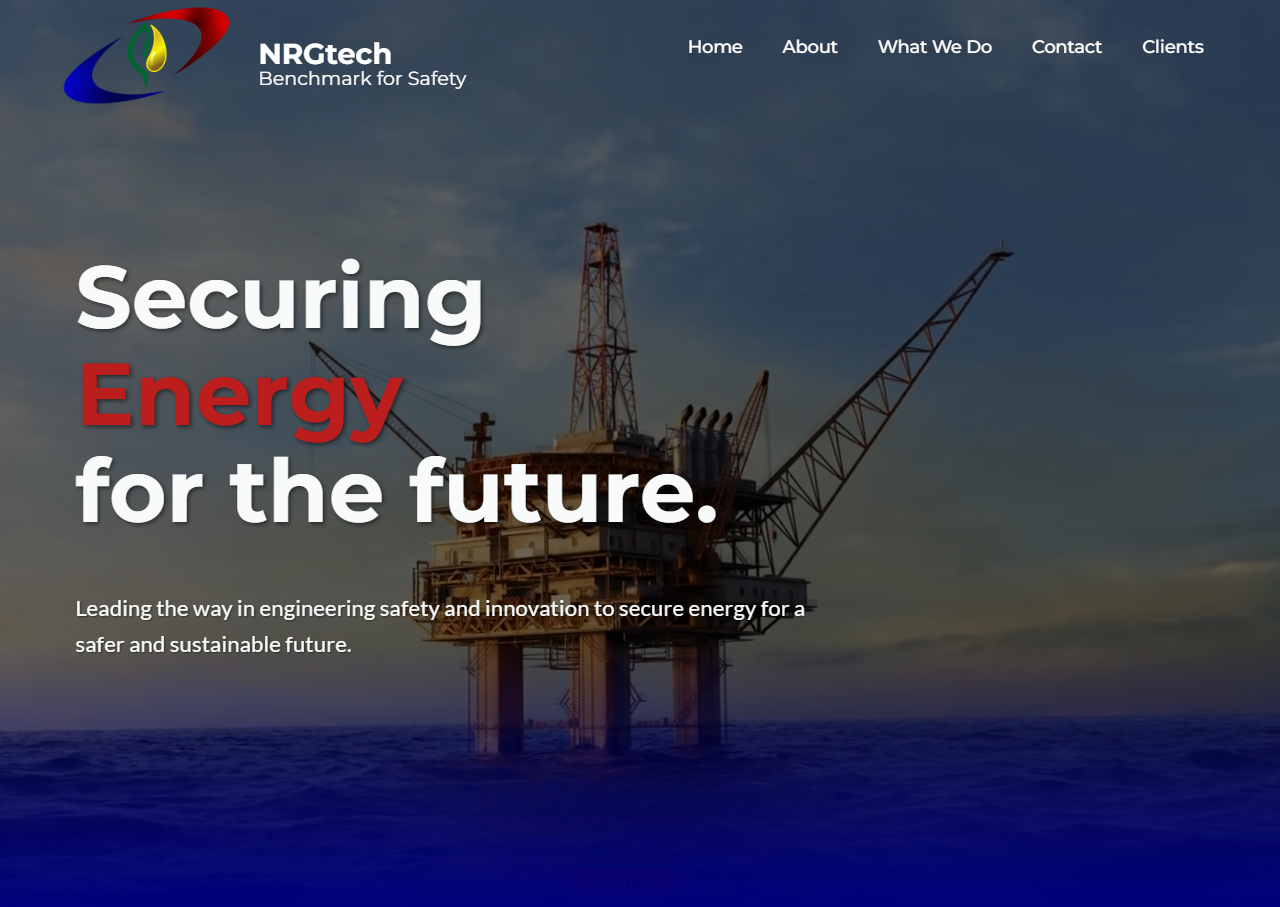 NRGtech
Benchmark for Safety
Home About What We Do Contact Clients
Securing
Energy
for the future.
Leading the way in engineering safety and innovation to secure energy for a
safer and sustainable future.